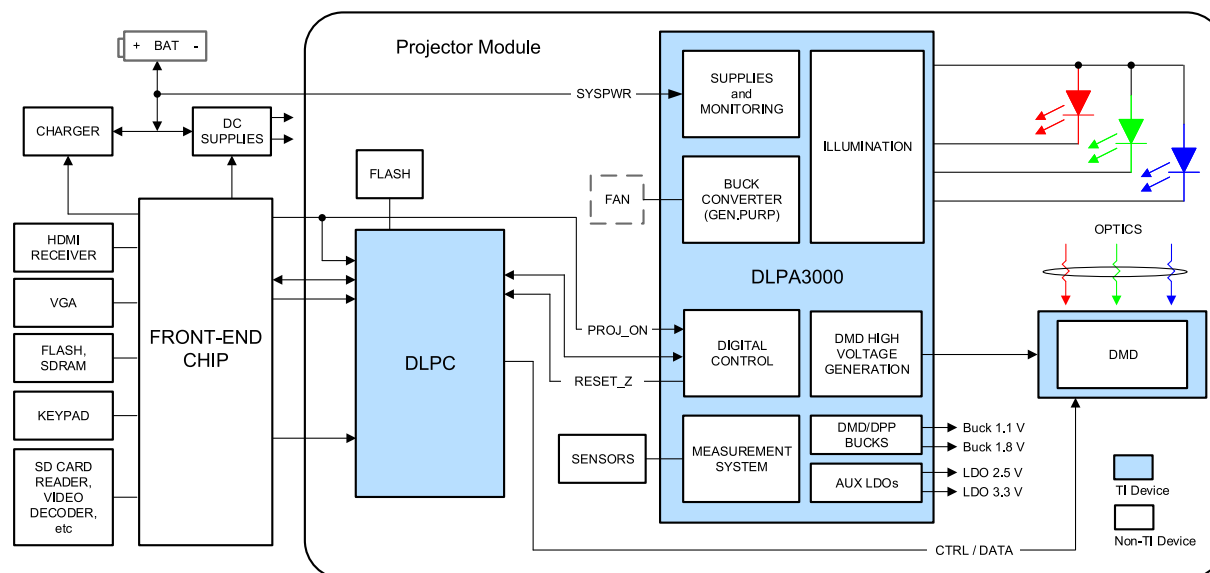 + BAT -
Projector Module
CHARGER
DC
SUPPLIES
SYSPWR
SUPPLIES
and
MONITORING
ILLUMINATION
FLASH
FAN
BUCK
CONVERTER
(GEN.PURP)
HDMI
RECEIVER
VGA
FLASH,
SDRAM
KEYPAD
SD CARD
READER,
VIDEO
DECODER,
etc
FRONT-END
CHIP
DLPC
DLPA3000
PROJ_ON
RESET_Z
DIGITAL
CONTROL
DMD HIGH
VOLTAGE
GENERATION
SENSORS
MEASUREMENT
SYSTEM
DMD/DPP
BUCKS
AUX LDOs
Buck 1.1 V
Buck 1.8 V
LDO 2.5 V
LDO 3.3 V
OPTICS
DMD
CTRL / DATA
TI Device
Non-TI Device